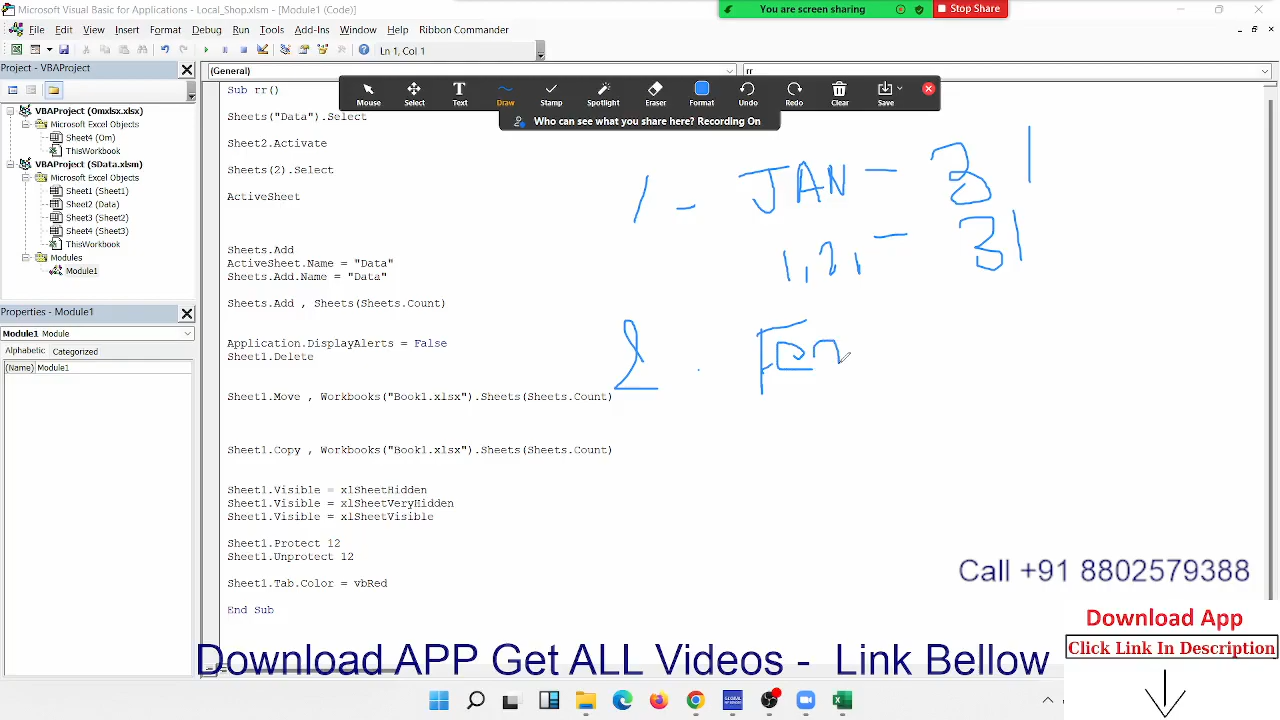 Microsoft Visual Basic for Applications - Local_Shop.xlsm - [Module1 (Code)]
You are screen sharing
Stop Share
File Edit View Insert Format Debug Run Tools Add-Ins Window Help Ribbon Commander
Ln 1, Col 1
Project - VBAProject
(General)
rr
Mouse Select Text Draw Stamp Spotlight Eraser Format Undo Redo Clear Save
Who can see what you share here? Recording On
VBAProject (Omxlsx.xlsx)
Microsoft Excel Objects
Sheet4 (Om)
ThisWorkbook
VBAProject (SData.xlsm)
Microsoft Excel Objects
Sheet1 (Sheet1)
Sheet2 (Data)
Sheet3 (Sheet2)
Sheet4 (Sheet3)
ThisWorkbook
Modules
Module1
Properties - Module1
Module1 Module
Alphabetic Categorized
(Name) Module1
Sub rr()
Sheets("Data").Select
Sheet2.Activate
Sheets(2).Select
ActiveSheet
Sheets.Add
ActiveSheet.Name = "Data"
Sheets.Add.Name = "Data"
Sheets.Add , Sheets(Sheets.Count)
Application.DisplayAlerts = False
Sheet1.Delete
Sheet1.Move , Workbooks("Book1.xlsx").Sheets(Sheets.Count)
Sheet1.Copy , Workbooks("Book1.xlsx").Sheets(Sheets.Count)
Sheet1.Visible = xlSheetHidden
Sheet1.Visible = xlSheetVeryHidden
Sheet1.Visible = xlSheetVisible
Sheet1.Protect 12
Sheet1.Unprotect 12
Sheet1.Tab.Color = vbRed
End Sub
1 - JAN - 31
1,2, - 31
2 .
Call +91 8802579388
Download App
Click Link In Description
Download APP Get ALL Videos - Link Bellow